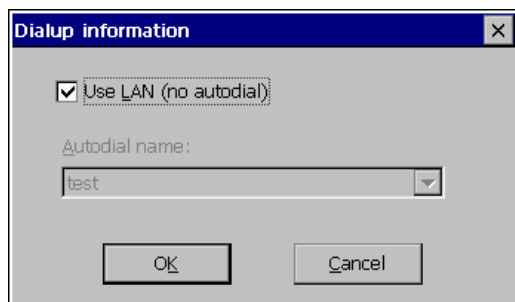 Dialup information
Use LAN (no autodial)
Autodial name:
test
OK
Cancel